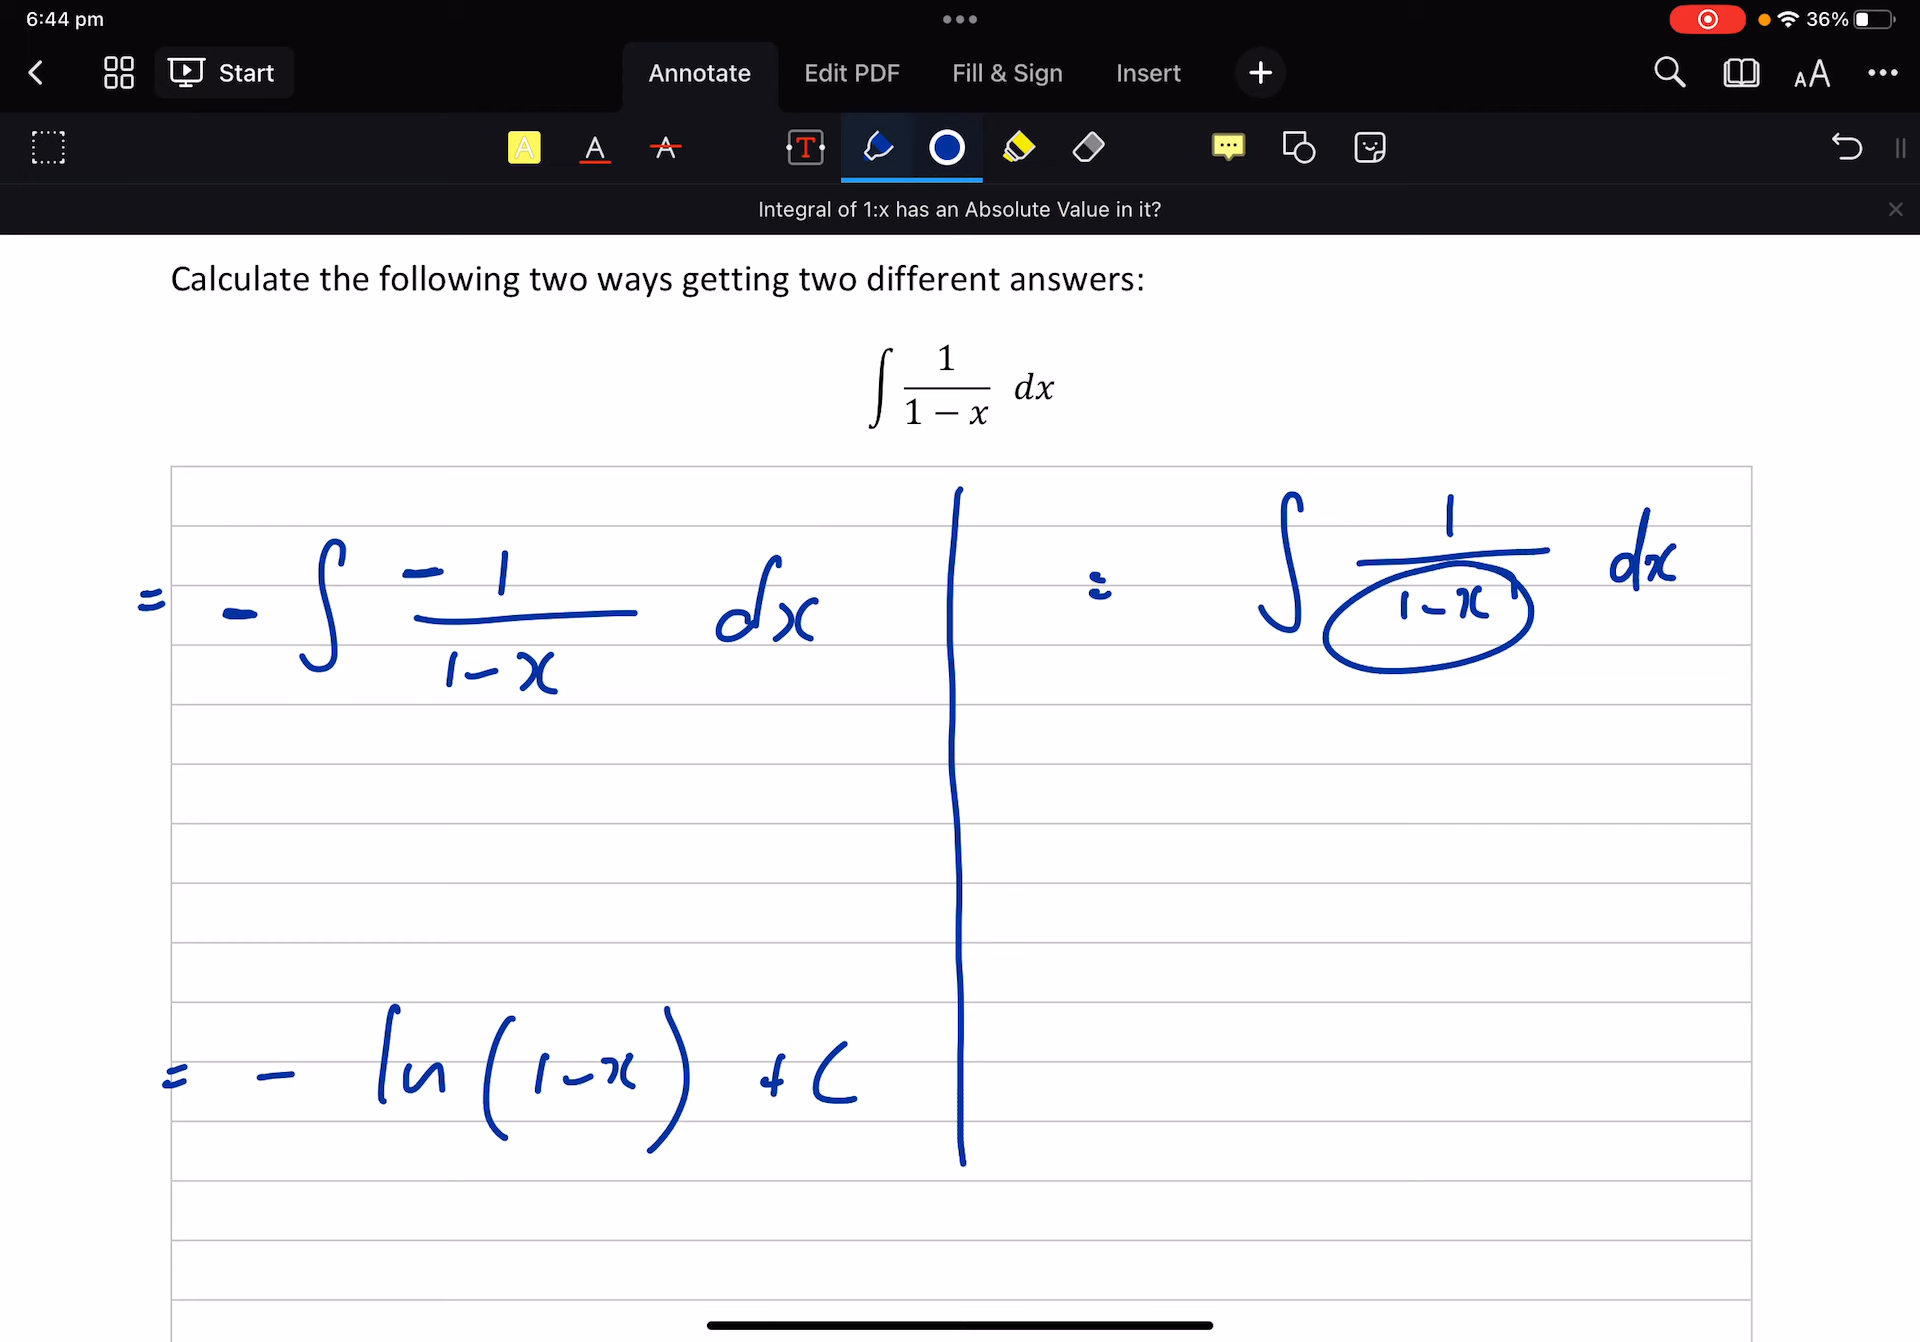 6:44 pm
36%
Start
Annotate
Edit PDF
Fill & Sign
Insert
AA
A A A T
Integral of 1:x has an Absolute Value in it?
Calculate the following two ways getting two different answers:
∫ 1/(1 − x) dx
= - ∫ -1/(1-x) dx
= - ln (1-x) + C
= ∫ 1/(1-x) dx